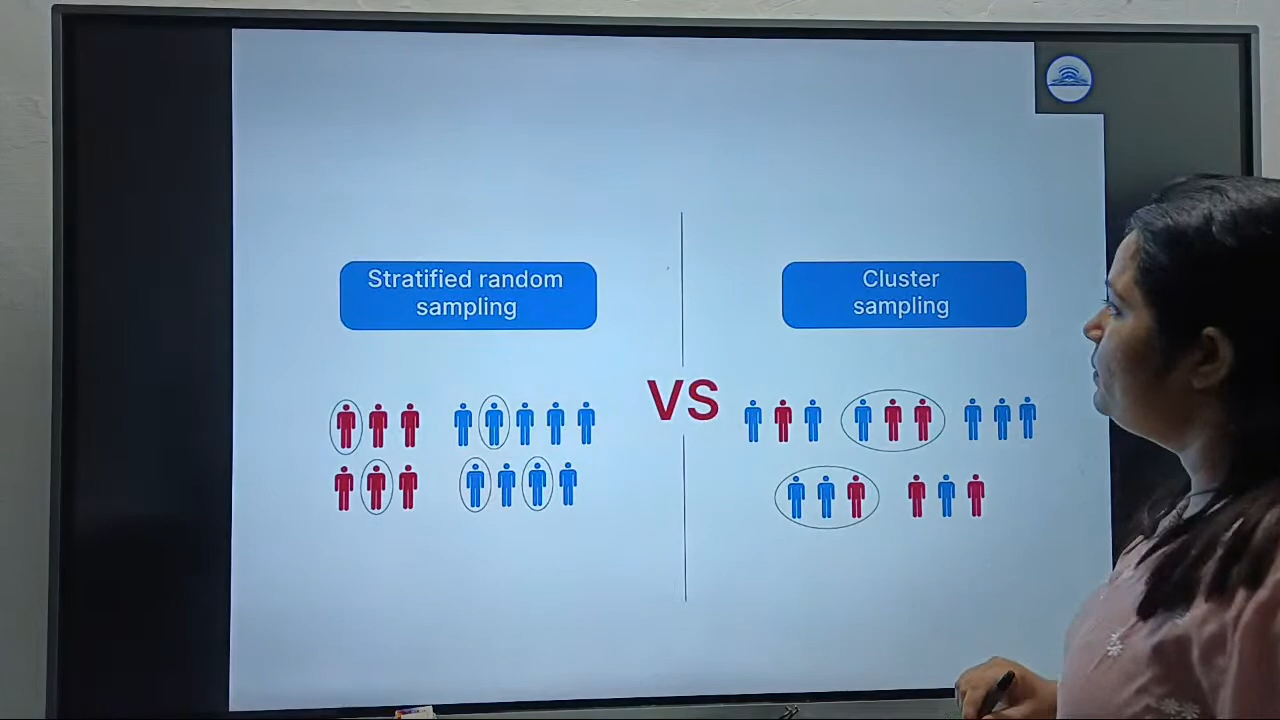 Stratified random
sampling
VS
Cluster
sampling